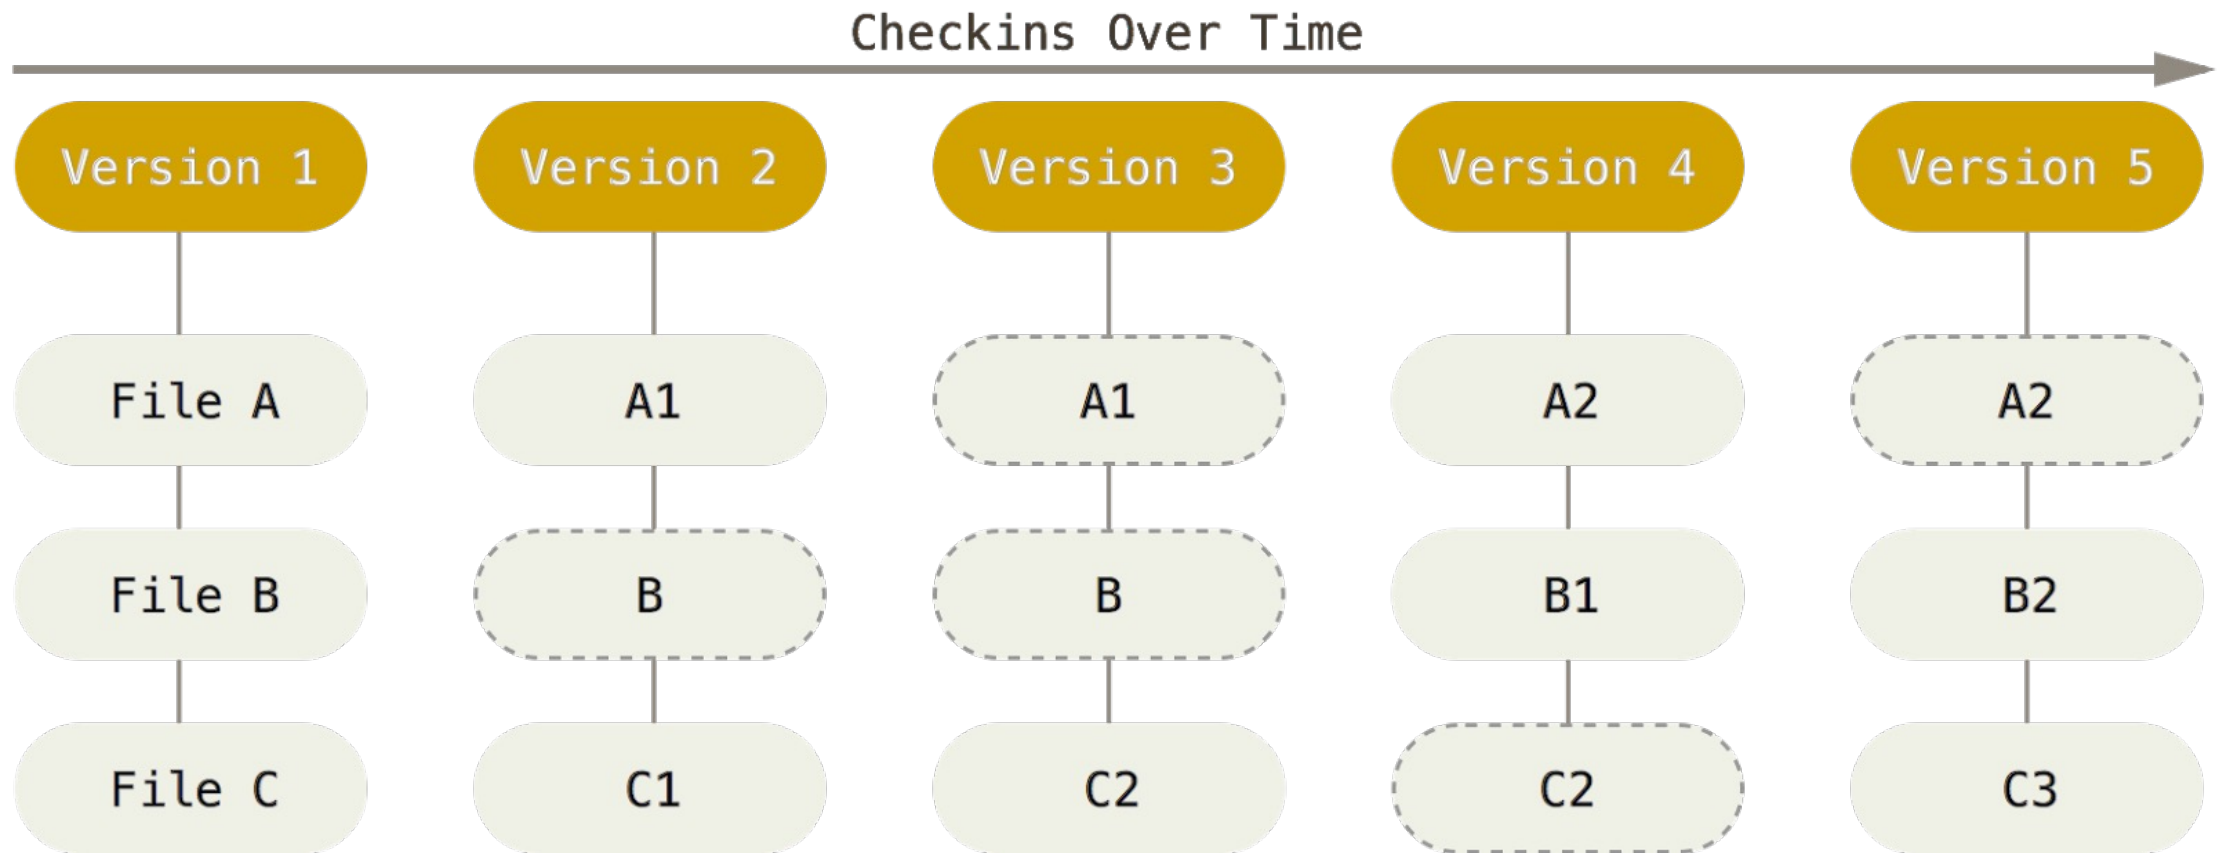 Checkins Over Time
Version 1
Version 2
Version 3
Version 4
Version 5
File A
A1
A1
A2
A2
File B
B
B
B1
B2
File C
C1
C2
C2
C3